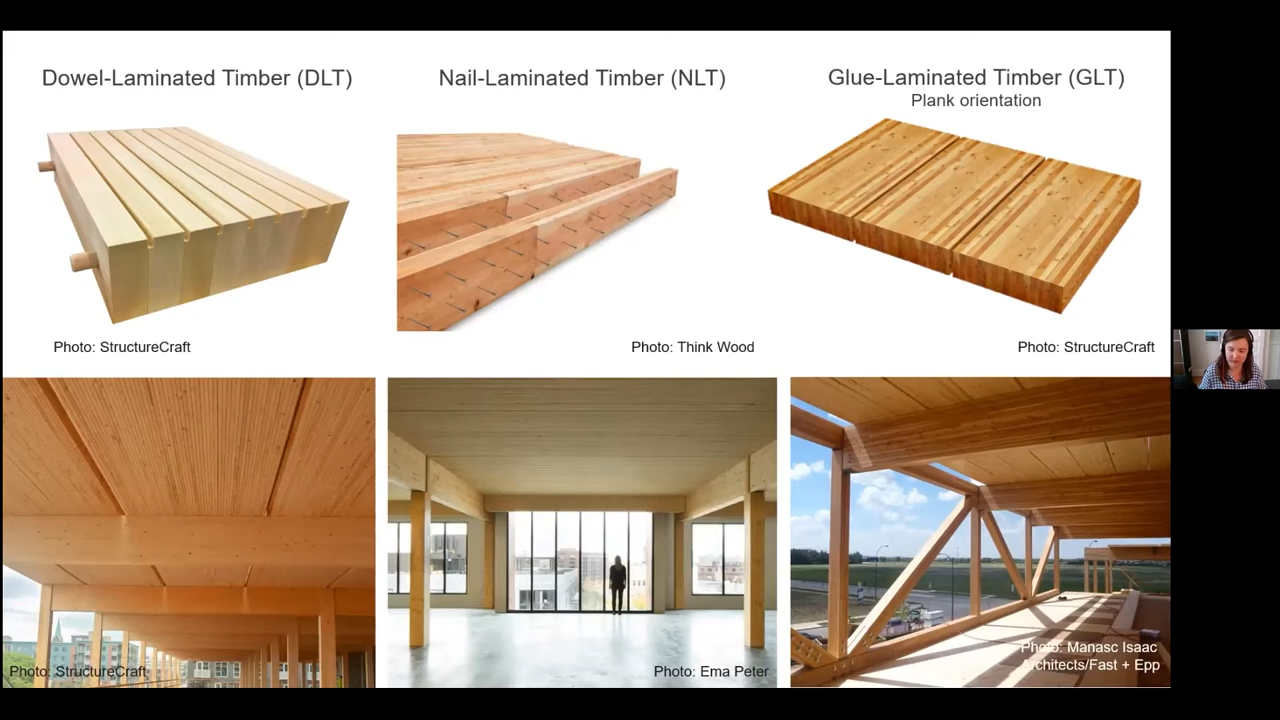 Dowel-Laminated Timber (DLT)
Nail-Laminated Timber (NLT)
Glue-Laminated Timber (GLT)
Plank orientation
Photo: StructureCraft
Photo: Think Wood
Photo: StructureCraft
Photo: StructureCraft
Photo: Ema Peter
Photo: Manasc Isaac
Architects/Fast + Epp